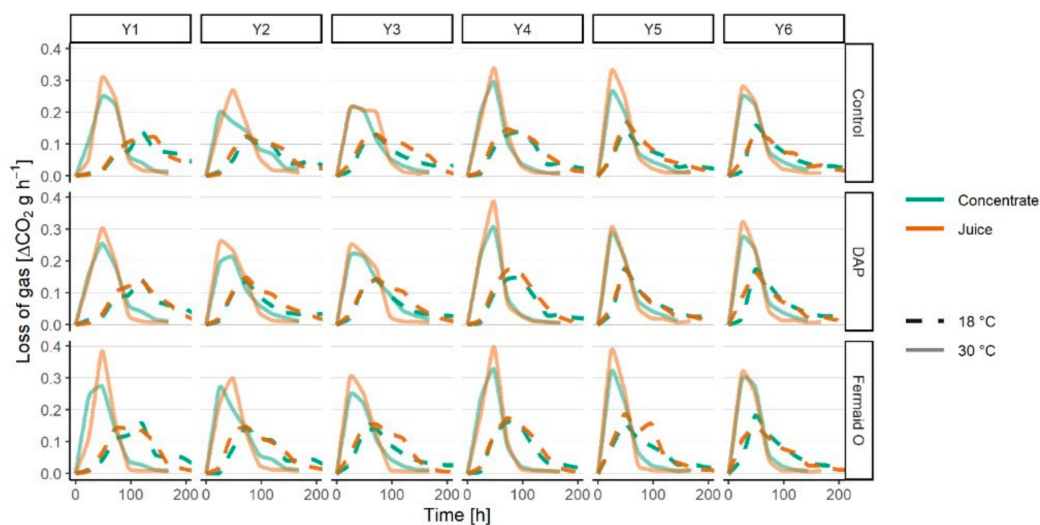 Y1 Y2 Y3 Y4 Y5 Y6
0.4
0.3
0.2
0.1
0.0
Control
0.4
0.3
0.2
0.1
0.0
DAP
0.4
0.3
0.2
0.1
0.0
Fermaid O
Loss of gas [ΔCO₂ g h⁻¹]
0 100 200 0 100 200 0 100 200 0 100 200 0 100 200 0 100 200
Time [h]
Concentrate
Juice
18 °C
30 °C